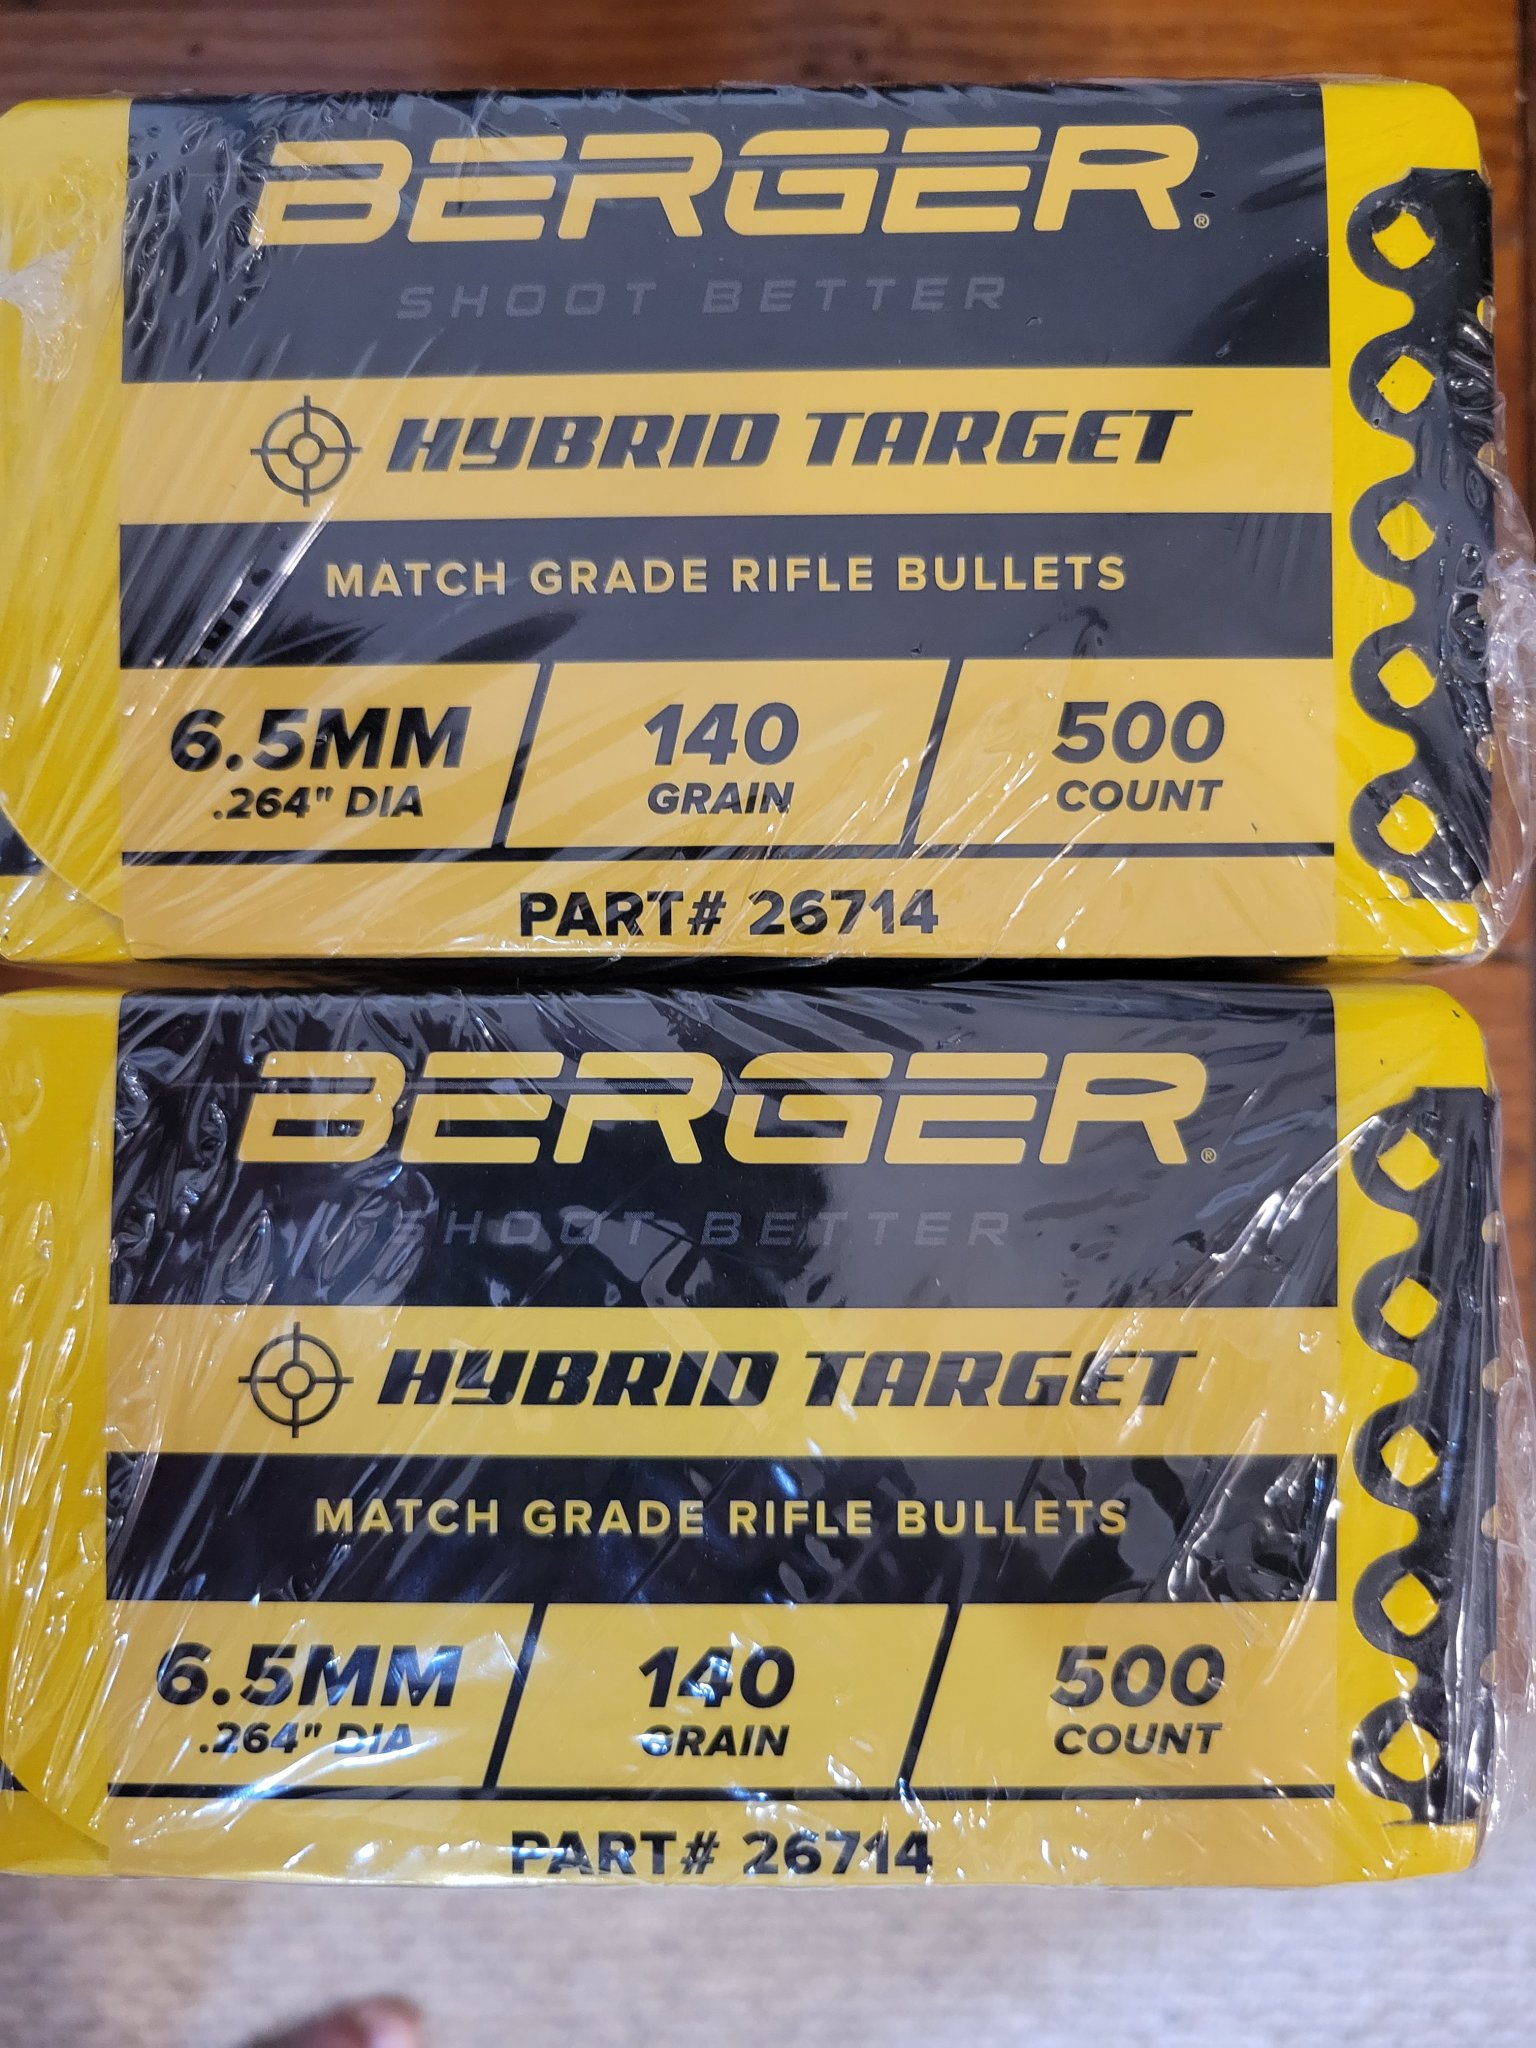 BERGER®
SHOOT BETTER
HYBRID TARGET
MATCH GRADE RIFLE BULLETS
6.5MM 140 500
.264" DIA GRAIN COUNT
PART# 26714
BERGER®
SHOOT BETTER
HYBRID TARGET
MATCH GRADE RIFLE BULLETS
6.5MM 140 500
.264" DIA GRAIN COUNT
PART# 26714